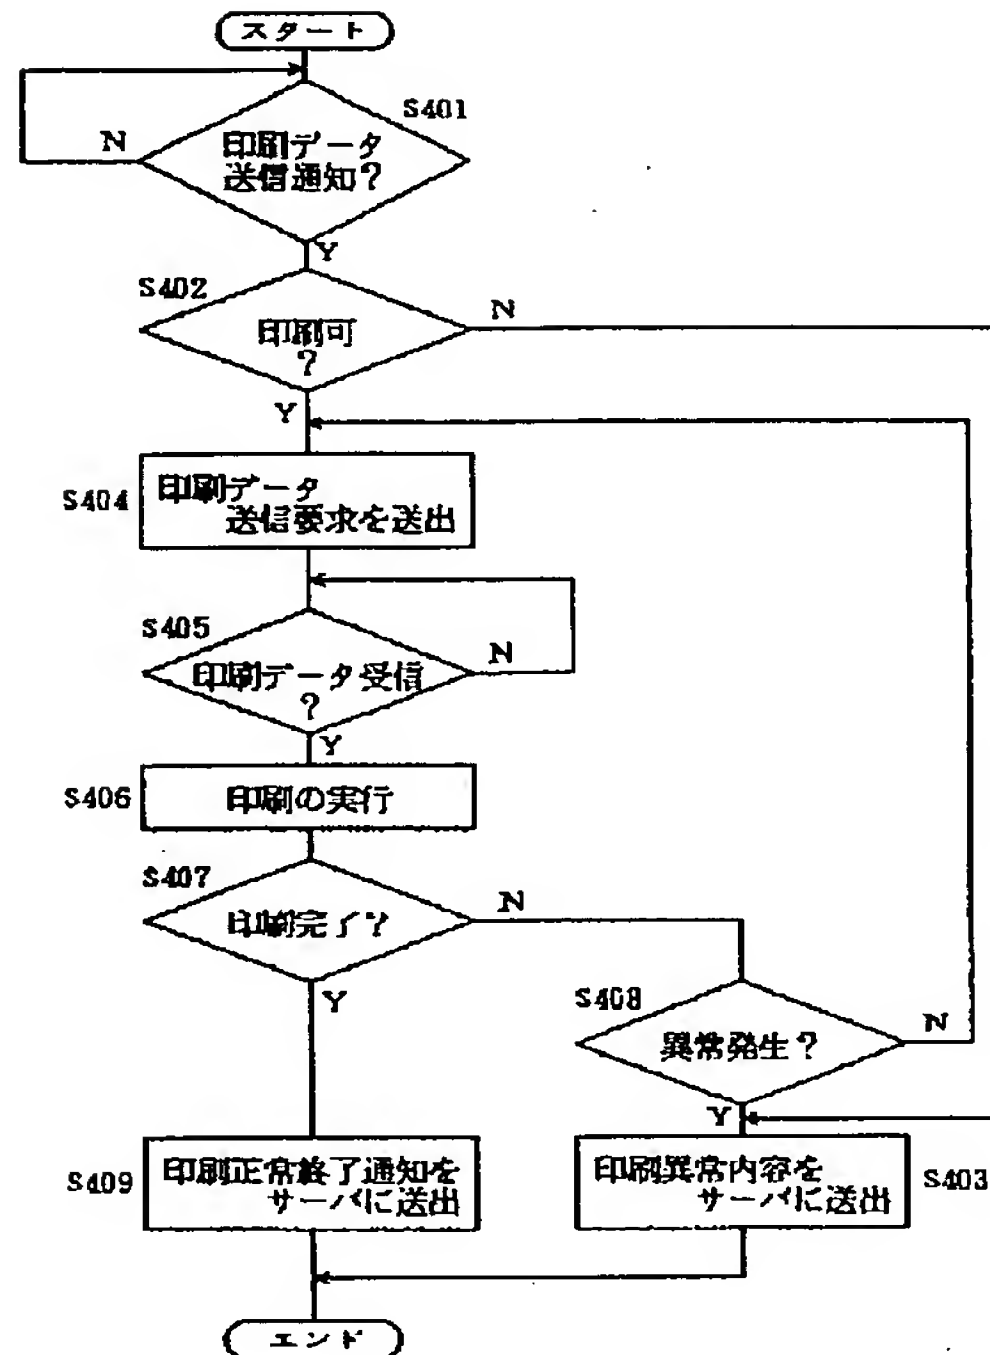 スタート
S401
N
印刷データ
送信通知?
Y
S402
N
印刷可
?
Y
S404
印刷データ
送信要求を送出
S405
N
印刷データ受信
?
Y
S406
印刷の実行
S407
N
印刷完了?
Y
S408
N
異常発生?
Y
S409
印刷正常終了通知を
サーバに送出
印刷異常内容を
サーバに送出
S403
エンド